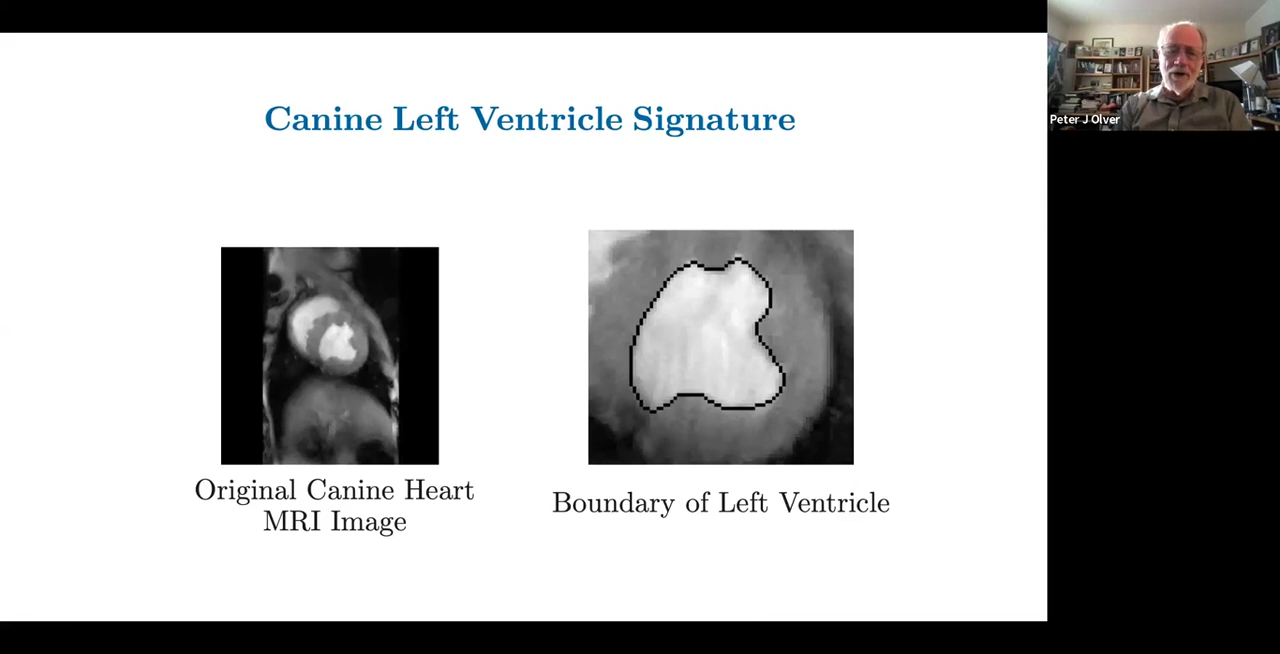 Canine Left Ventricle Signature
Peter J Olver
Original Canine Heart
MRI Image
Boundary of Left Ventricle